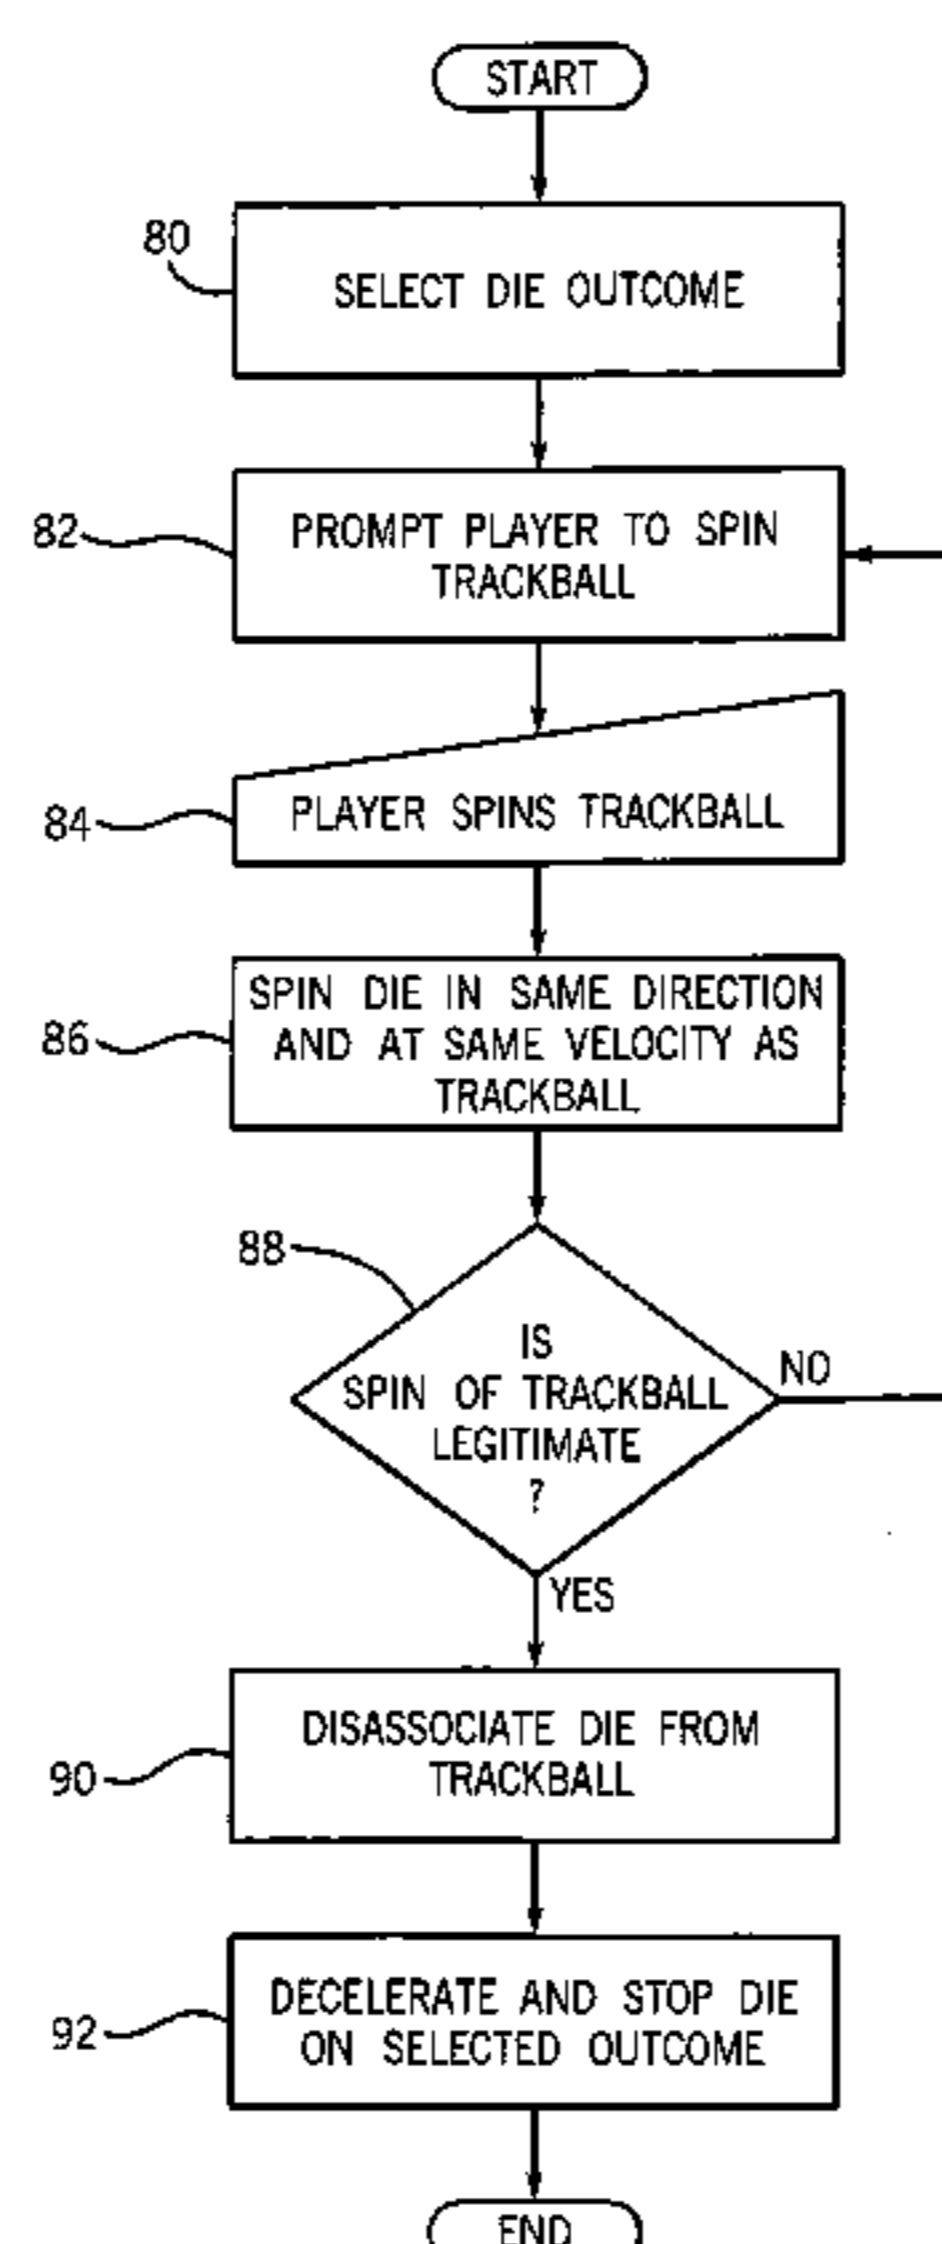 START
80
SELECT DIE OUTCOME
82
PROMPT PLAYER TO SPIN
TRACKBALL
84
PLAYER SPINS TRACKBALL
86
SPIN DIE IN SAME DIRECTION
AND AT SAME VELOCITY AS
TRACKBALL
88
IS
SPIN OF TRACKBALL
LEGITIMATE
?
NO
YES
90
DISASSOCIATE DIE FROM
TRACKBALL
92
DECELERATE AND STOP DIE
ON SELECTED OUTCOME
END